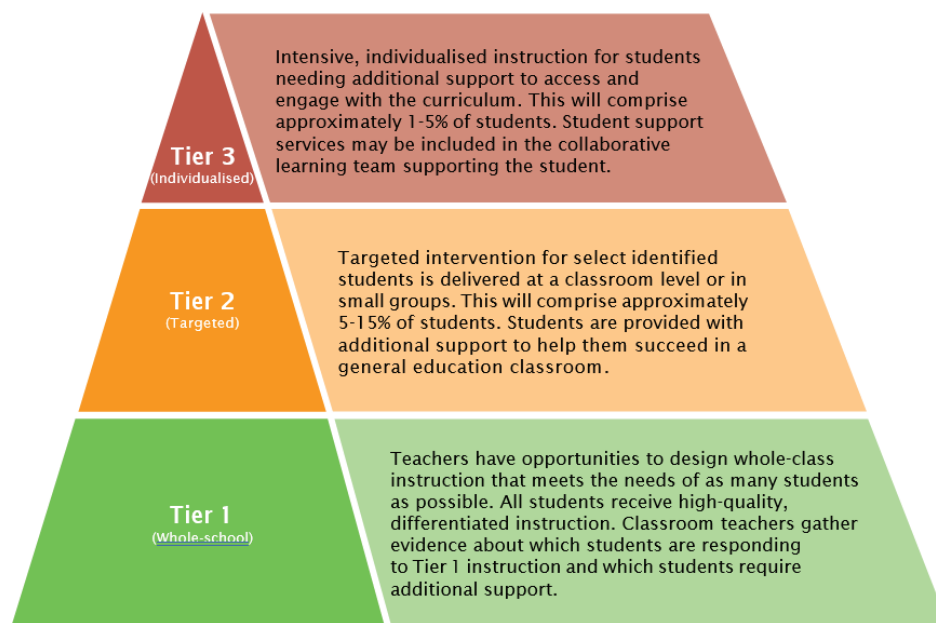 Intensive, individualised instruction for students
needing additional support to access and
engage with the curriculum. This will comprise
approximately 1-5% of students. Student support
services may be included in the collaborative
learning team supporting the student.
Tier 3
(Individualised)
Targeted intervention for select identified
students is delivered at a classroom level or in
small groups. This will comprise approximately
5-15% of students. Students are provided with
additional support to help them succeed in a
general education classroom.
Tier 2
(Targeted)
Teachers have opportunities to design whole-class
instruction that meets the needs of as many students
as possible. All students receive high-quality,
differentiated instruction. Classroom teachers gather
evidence about which students are responding
to Tier 1 instruction and which students require
additional support.
Tier 1
(Whole-school)